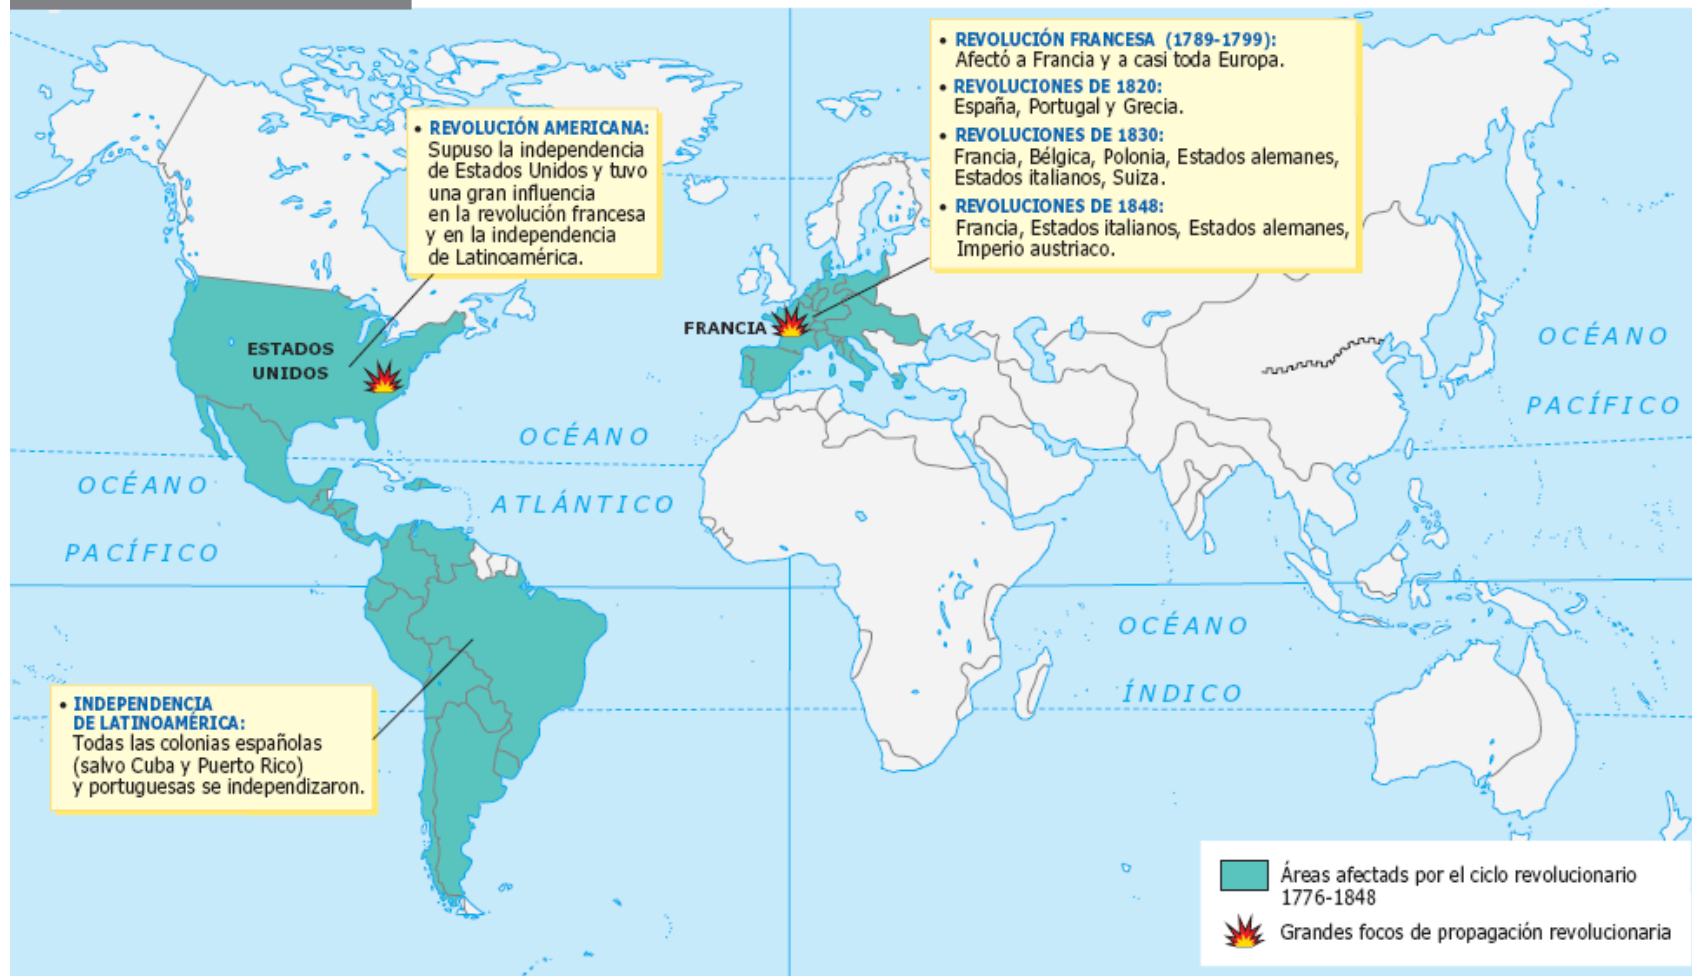 • REVOLUCIÓN AMERICANA:
Supuso la independencia
de Estados Unidos y tuvo
una gran influencia
en la revolución francesa
y en la independencia
de Latinoamérica.
• REVOLUCIÓN FRANCESA (1789-1799):
Afectó a Francia y a casi toda Europa.
• REVOLUCIONES DE 1820:
España, Portugal y Grecia.
• REVOLUCIONES DE 1830:
Francia, Bélgica, Polonia, Estados alemanes,
Estados italianos, Suiza.
• REVOLUCIONES DE 1848:
Francia, Estados italianos, Estados alemanes,
Imperio austriaco.
ESTADOS
UNIDOS
FRANCIA
OCÉANO
PACÍFICO
OCÉANO
ATLÁNTICO
OCÉANO
PACÍFICO
OCÉANO
ÍNDICO
• INDEPENDENCIA
DE LATINOAMÉRICA:
Todas las colonias españolas
(salvo Cuba y Puerto Rico)
y portuguesas se independizaron.
Áreas afectads por el ciclo revolucionario
1776-1848
Grandes focos de propagación revolucionaria